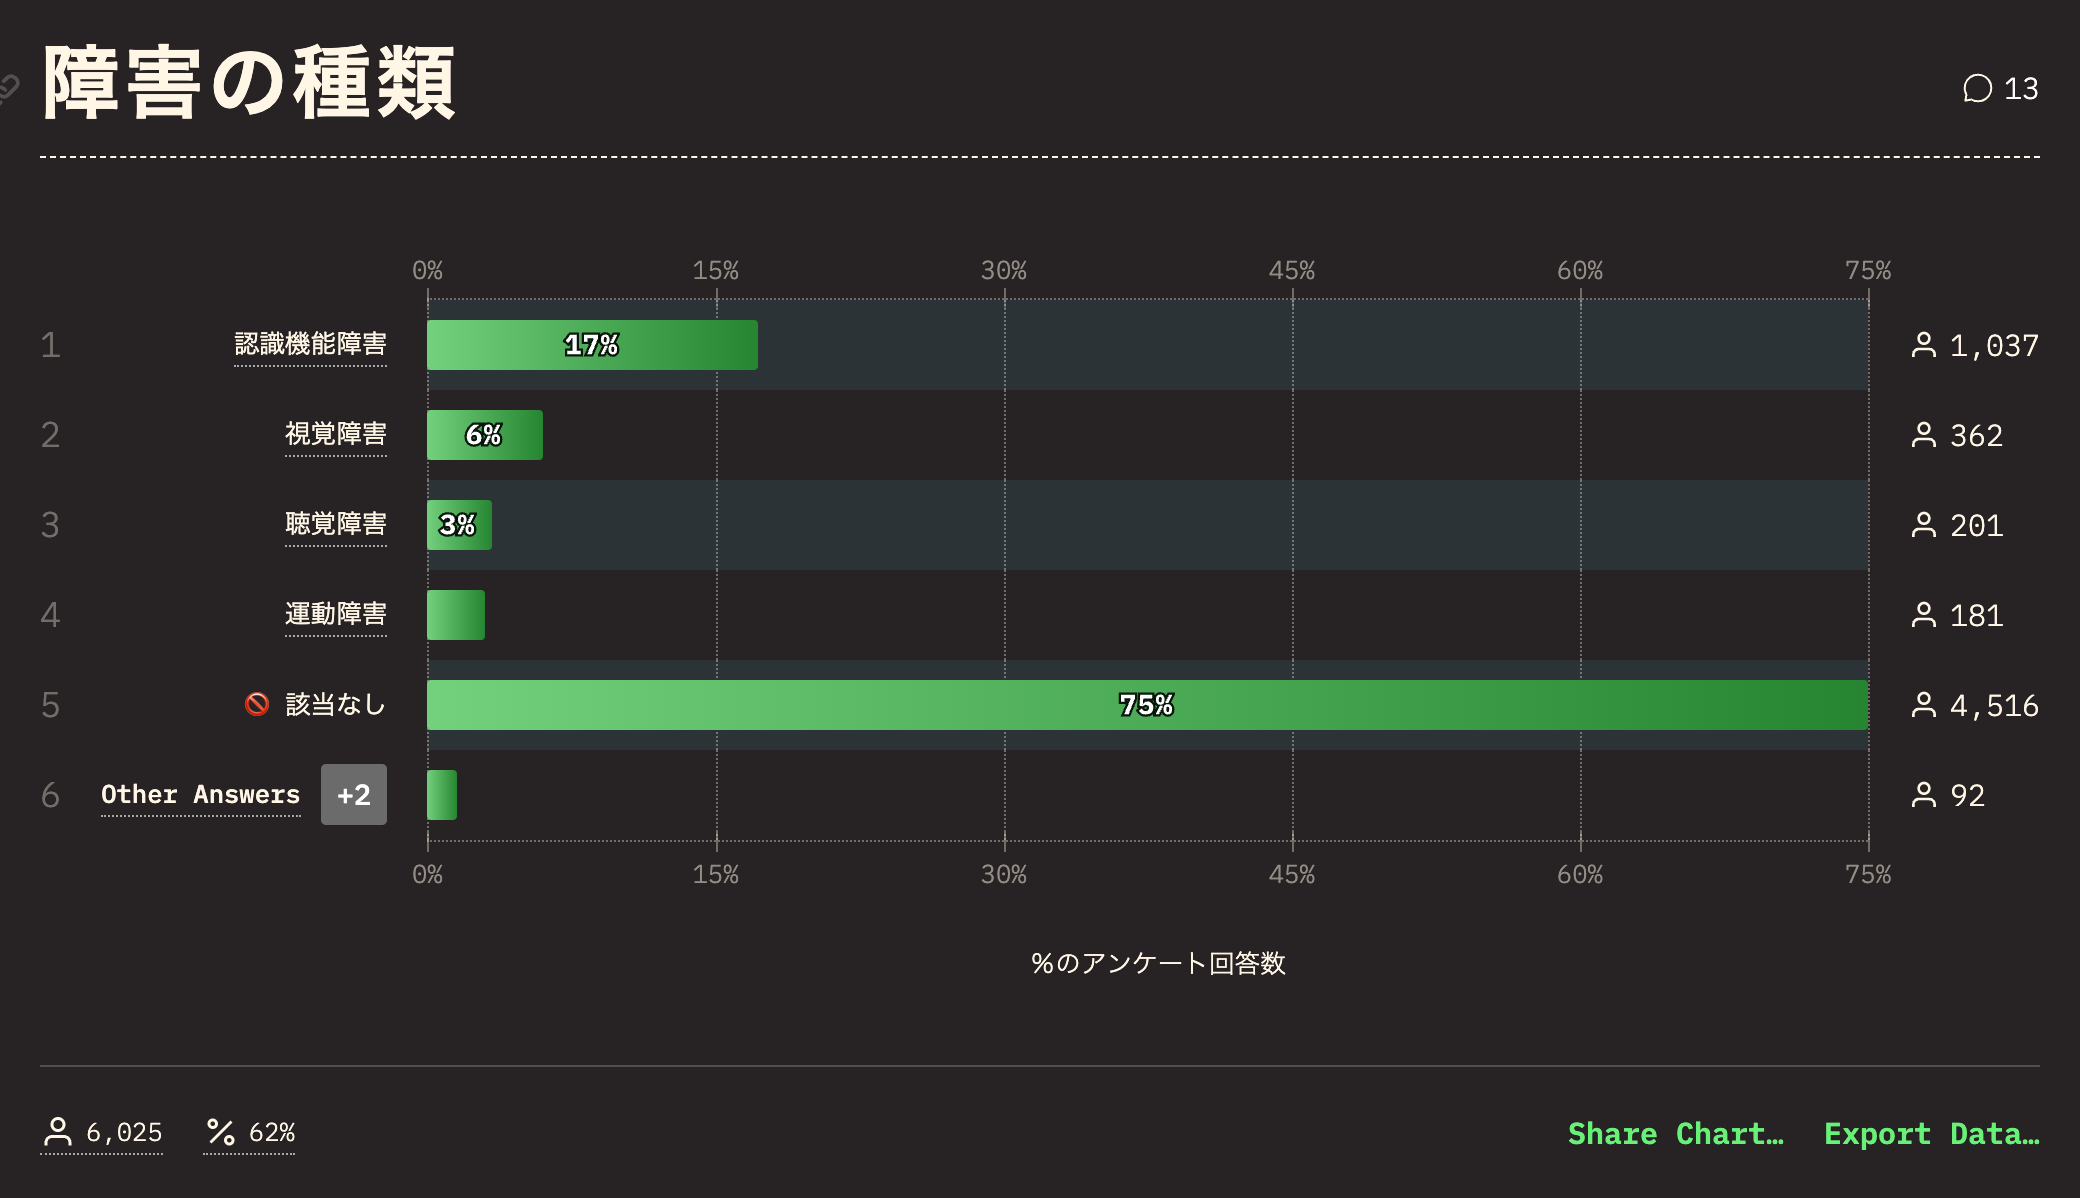 障害の種類
13
0% 15% 30% 45% 60% 75%
1 認識機能障害 17% 1,037
2 視覚障害 6% 362
3 聴覚障害 3% 201
4 運動障害 181
5 🚫 該当なし 75% 4,516
6 Other Answers +2 92
0% 15% 30% 45% 60% 75%
%のアンケート回答数
6,025 62% Share Chart… Export Data…